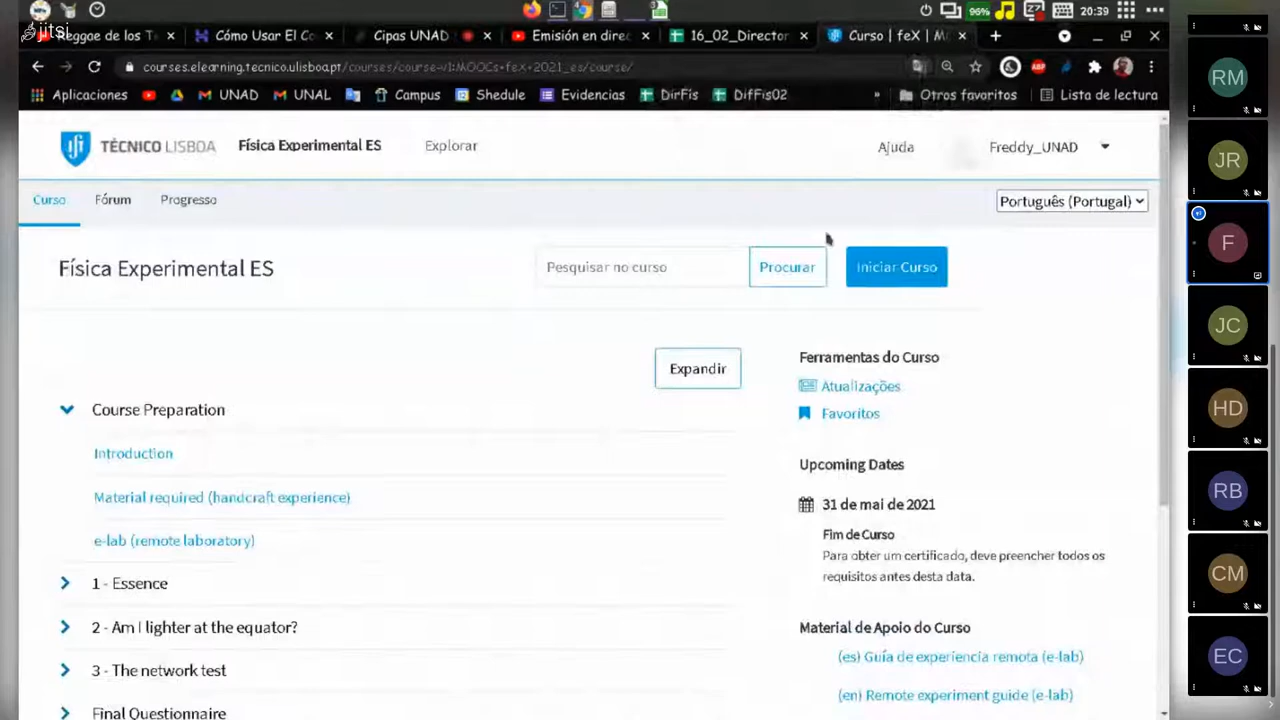 jitsi
96%
20:39
Reggae de los T
Cómo Usar El Co
Cipas UNAD
Emisión en dire
16_02_Director
Curso | feX | M
courses.elearning.tecnico.ulisboa.pt/courses/course-v1:MOOCs+feX+2021_es/course/
ABP
Aplicaciones
UNAD
UNAL
Campus
Shedule
Evidencias
DirFis
DifFis02
»
Otros favoritos
Lista de lectura
TÉCNICO LISBOA
Física Experimental ES
Explorar
Ajuda
Freddy_UNAD
Curso
Fórum
Progresso
Português (Portugal)
Física Experimental ES
Pesquisar no curso
Procurar
Iniciar Curso
Expandir
Course Preparation
Introduction
Material required (handcraft experience)
e-lab (remote laboratory)
1 - Essence
2 - Am I lighter at the equator?
3 - The network test
Final Questionnaire
Ferramentas do Curso
Atualizações
Favoritos
Upcoming Dates
31 de mai de 2021
Fim de Curso
Para obter um certificado, deve preencher todos os
requisitos antes desta data.
Material de Apoio do Curso
(es) Guía de experiencia remota (e-lab)
(en) Remote experiment guide (e-lab)
RM
JR
F
JC
HD
RB
CM
EC